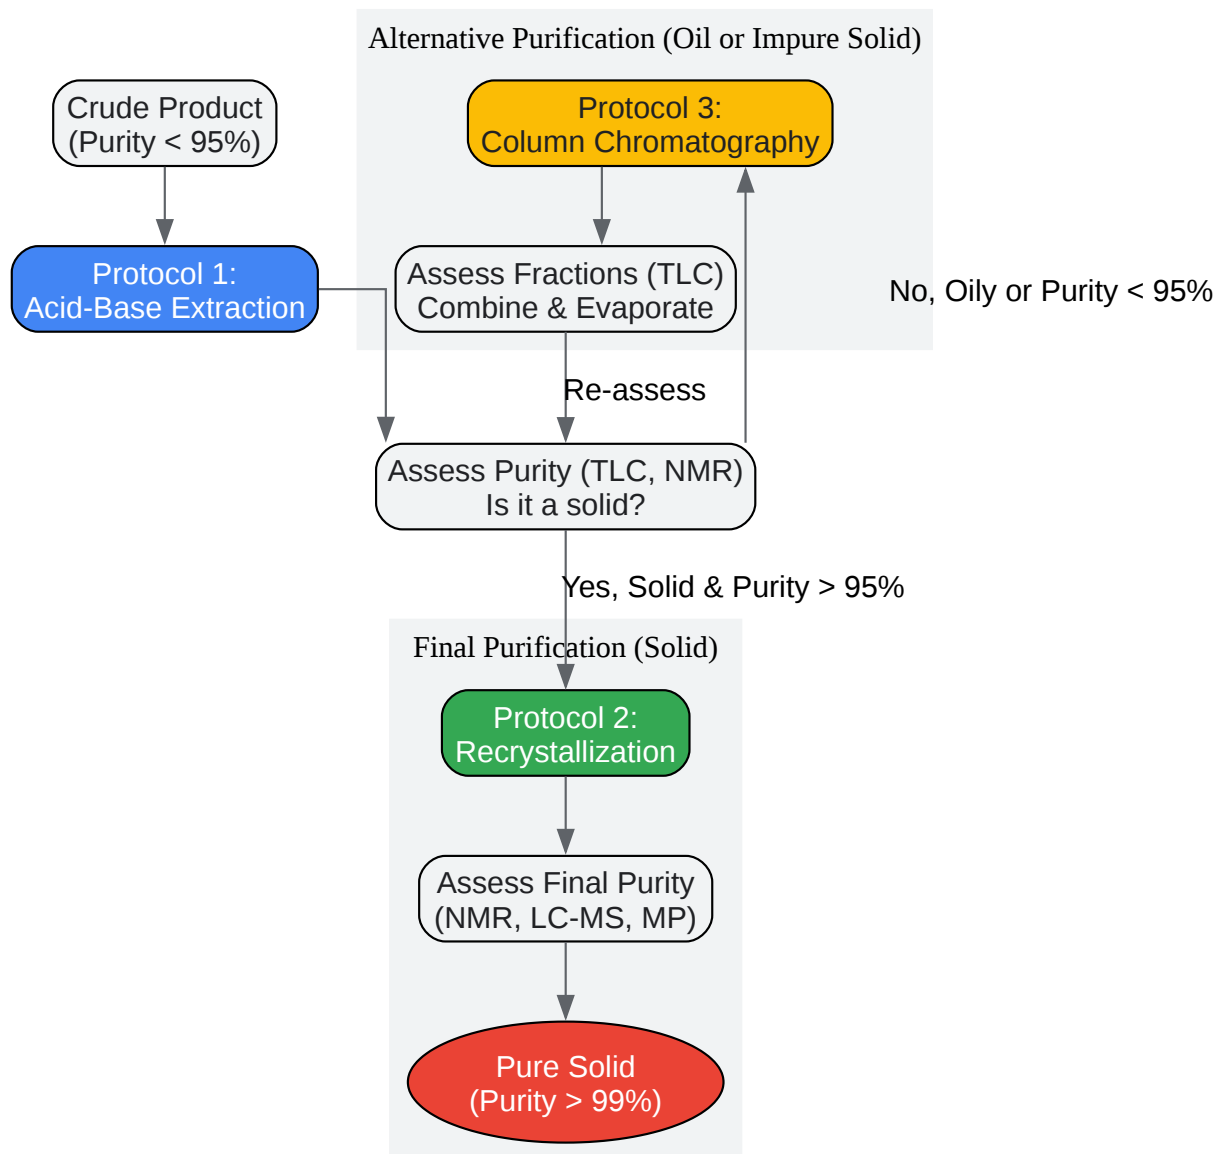 Alternative Purification (Oil or Impure Solid)
Crude Product
(Purity < 95%)
Protocol 3:
Column Chromatography
Protocol 1:
Acid-Base Extraction
Assess Fractions (TLC)
Combine & Evaporate
No, Oily or Purity < 95%
Re-assess
Assess Purity (TLC, NMR)
Is it a solid?
Yes, Solid & Purity > 95%
Final Purification (Solid)
Protocol 2:
Recrystallization
Assess Final Purity
(NMR, LC-MS, MP)
Pure Solid
(Purity > 99%)